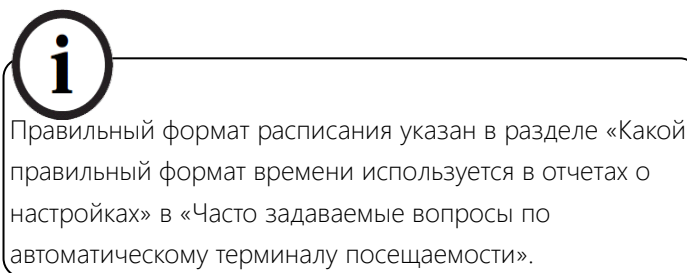 i
Правильный формат расписания указан в разделе «Какой
правильный формат времени используется в отчетах о
настройках» в «Часто задаваемые вопросы по
автоматическому терминалу посещаемости».